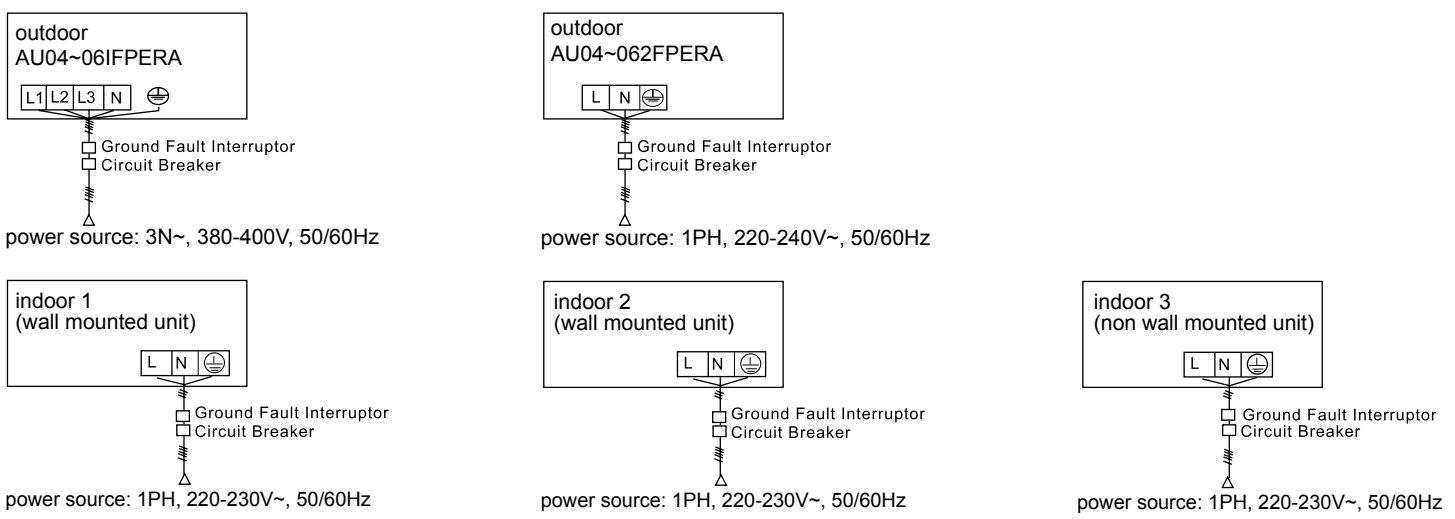 outdoor
AU04~06IFPERA
L1 L2 L3 N
Ground Fault Interruptor
Circuit Breaker
power source: 3N~, 380-400V, 50/60Hz
outdoor
AU04~062FPERA
L N
Ground Fault Interruptor
Circuit Breaker
power source: 1PH, 220-240V~, 50/60Hz
indoor 1
(wall mounted unit)
L N
Ground Fault Interruptor
Circuit Breaker
power source: 1PH, 220-230V~, 50/60Hz
indoor 2
(wall mounted unit)
L N
Ground Fault Interruptor
Circuit Breaker
power source: 1PH, 220-230V~, 50/60Hz
indoor 3
(non wall mounted unit)
L N
Ground Fault Interruptor
Circuit Breaker
power source: 1PH, 220-230V~, 50/60Hz